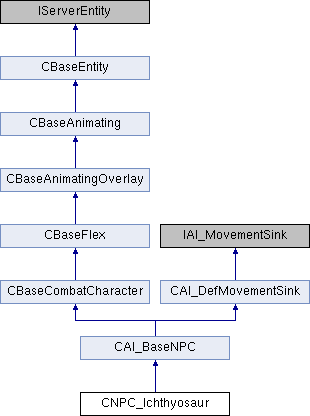 IServerEntity
CBaseEntity
CBaseAnimating
CBaseAnimatingOverlay
CBaseFlex
IAI_MovementSink
CBaseCombatCharacter
CAI_DefMovementSink
CAI_BaseNPC
CNPC_Ichthyosaur